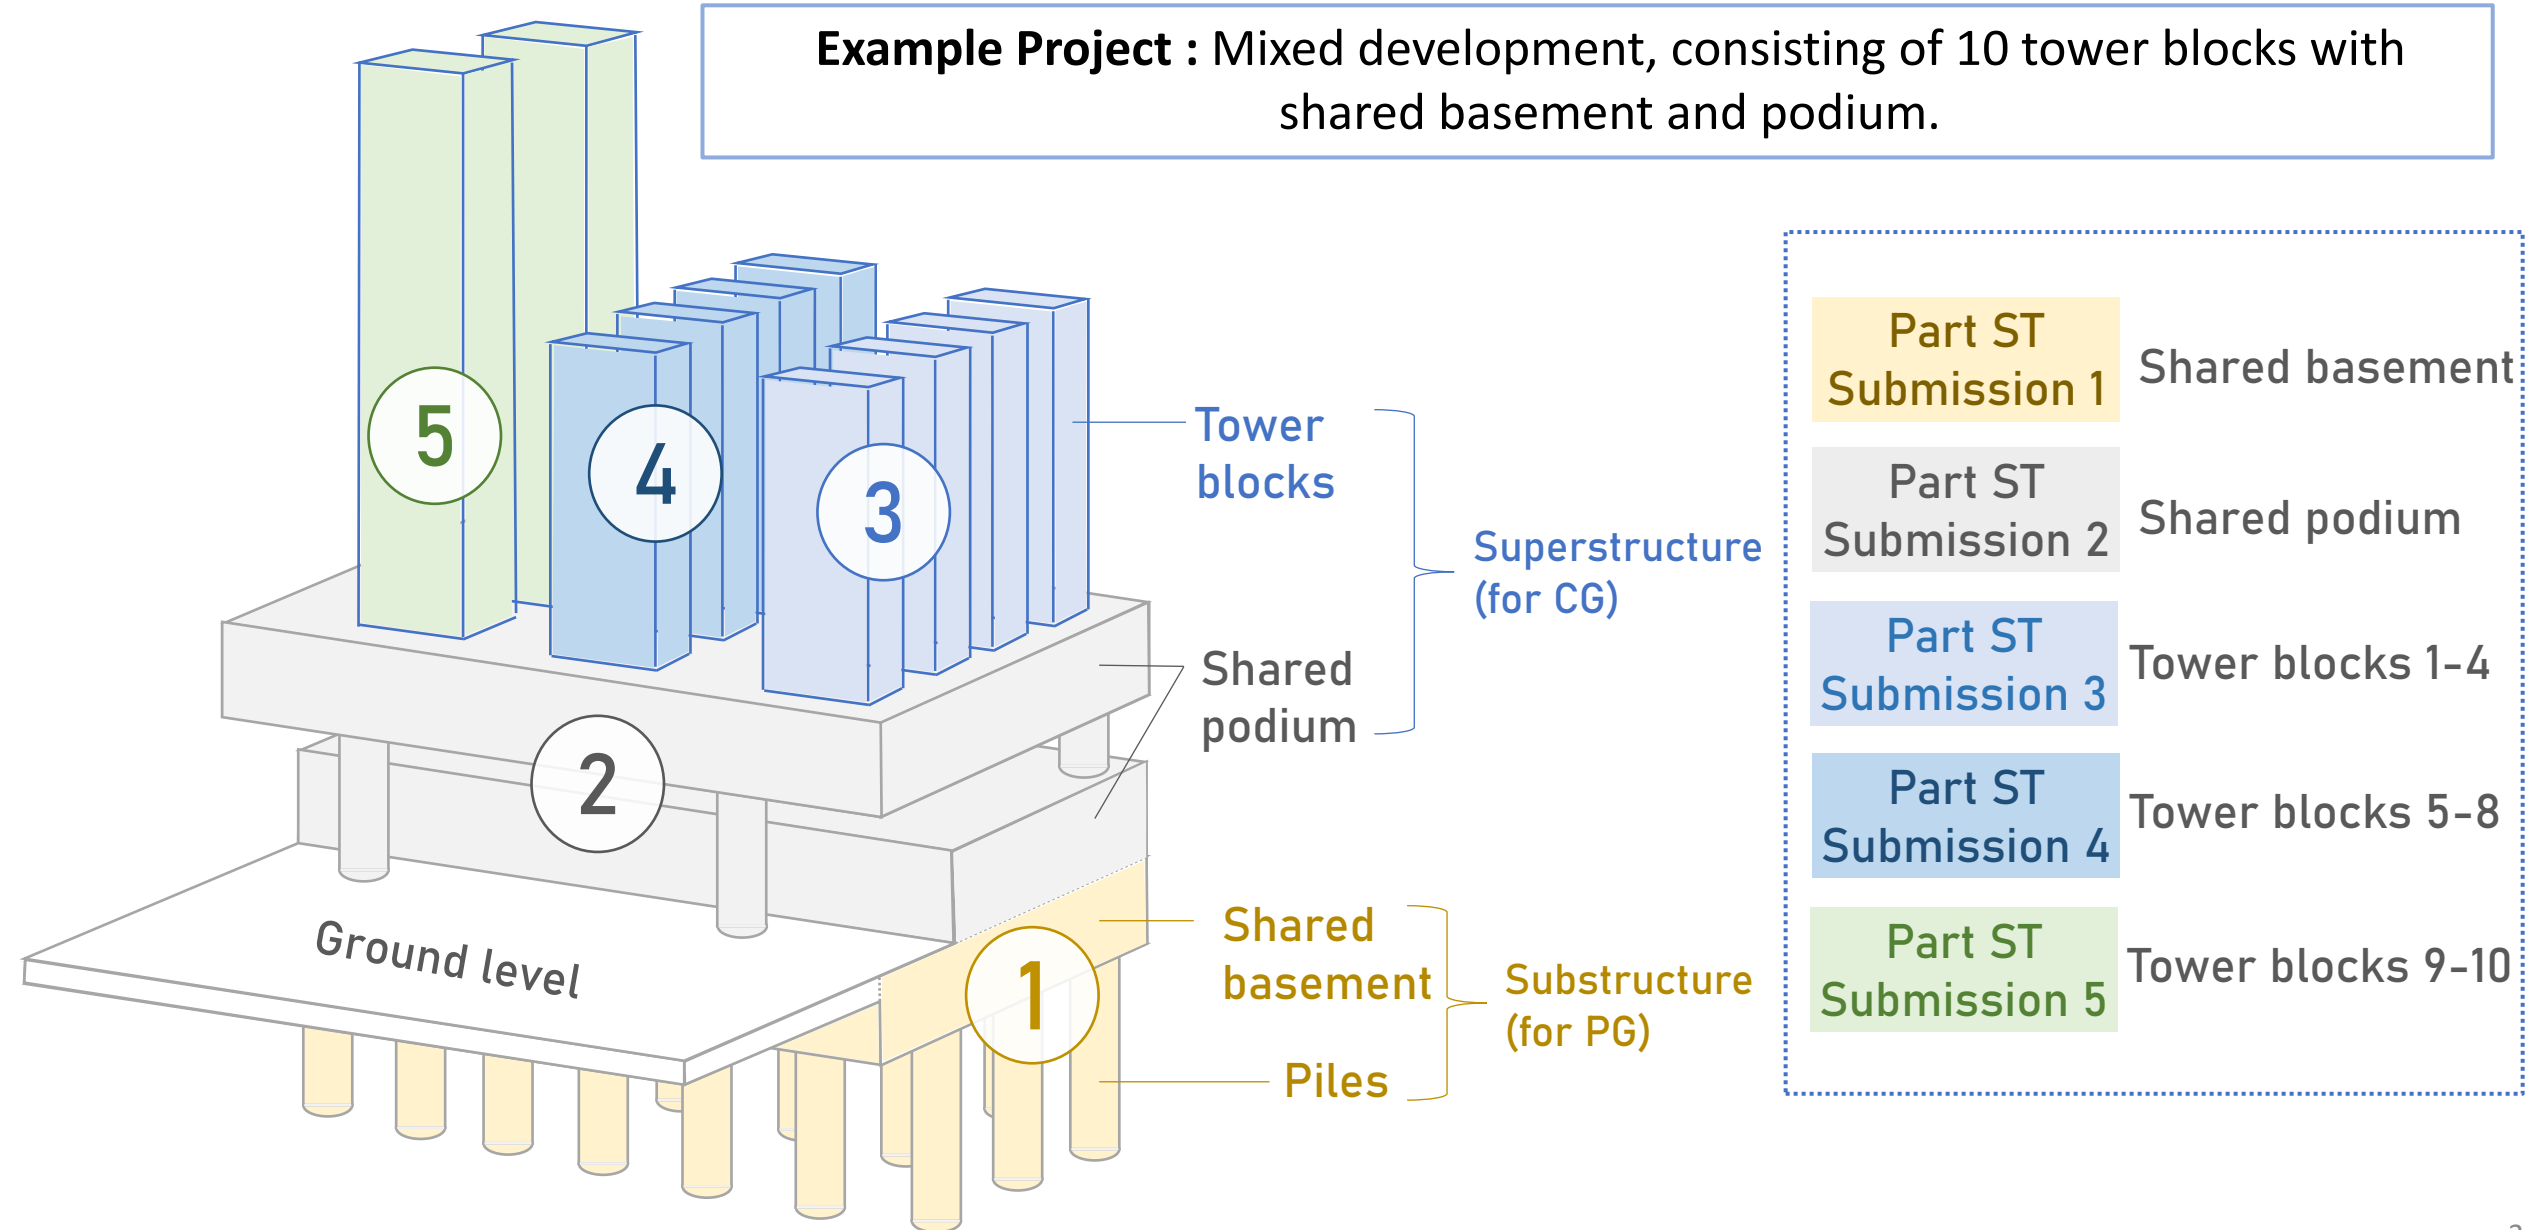 Example Project : Mixed development, consisting of 10 tower blocks with
shared basement and podium.
5
4
3
2
1
Ground level
Tower
blocks
Shared
podium
Superstructure
(for CG)
Shared
basement
Piles
Substructure
(for PG)
Part ST
Submission 1
Shared basement
Part ST
Submission 2
Shared podium
Part ST
Submission 3
Tower blocks 1-4
Part ST
Submission 4
Tower blocks 5-8
Part ST
Submission 5
Tower blocks 9-10